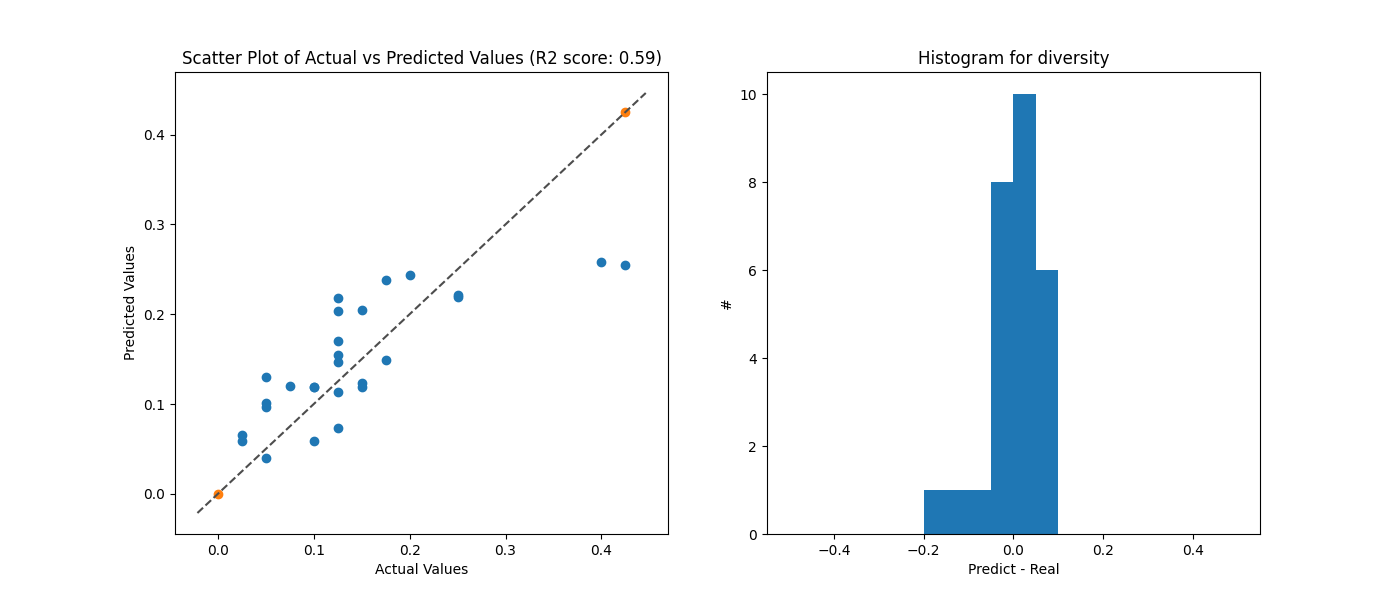 Scatter Plot of Actual vs Predicted Values (R2 score: 0.59)
Predicted Values
0.4
0.3
0.2
0.1
0.0
0.0 0.1 0.2 0.3 0.4
Actual Values
Histogram for diversity
#
10
8
6
4
2
0
−0.4 −0.2 0.0 0.2 0.4
Predict - Real